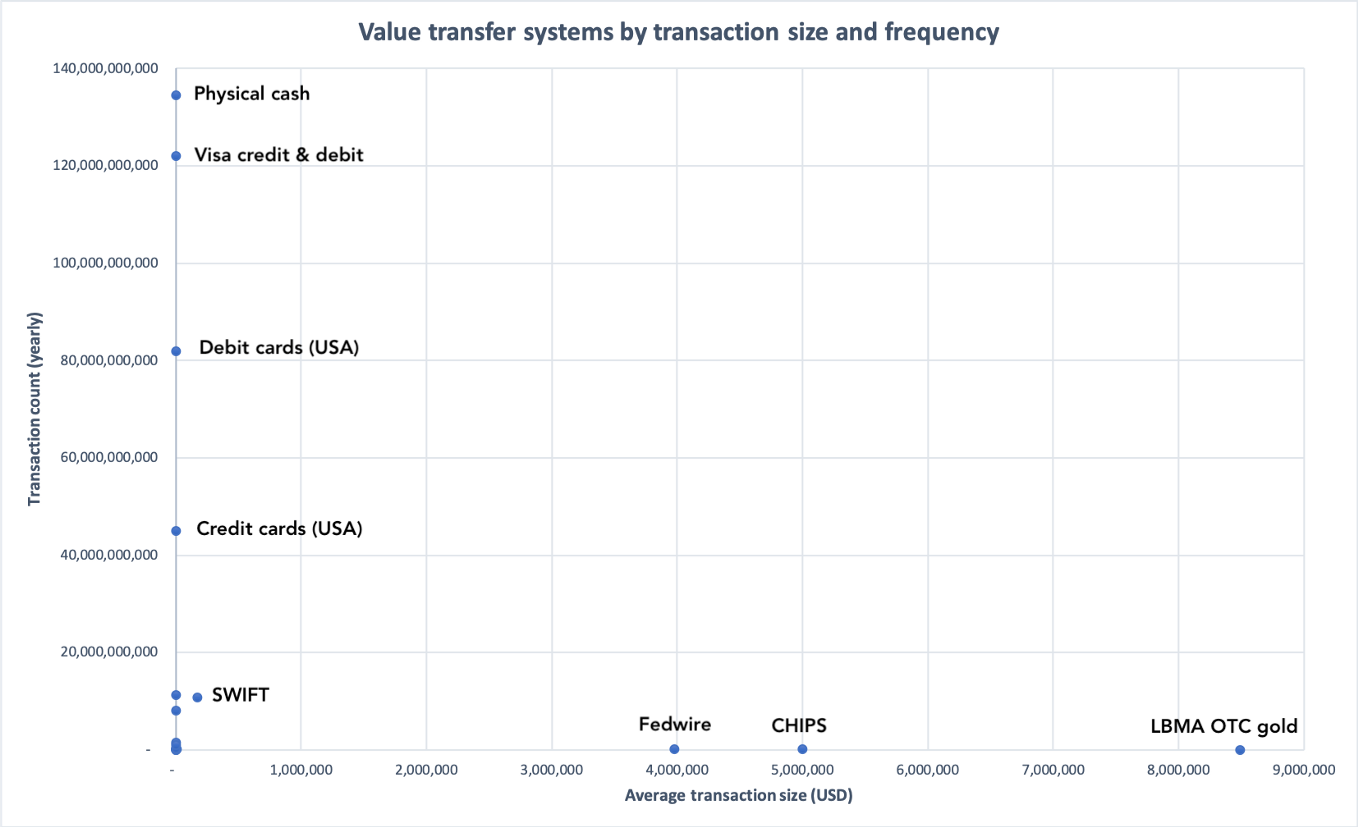 Value transfer systems by transaction size and frequency
140,000,000,000
Physical cash
Visa credit & debit
120,000,000,000
100,000,000,000
Debit cards (USA)
80,000,000,000
Transaction count (yearly)
60,000,000,000
Credit cards (USA)
40,000,000,000
20,000,000,000
SWIFT
Fedwire
CHIPS
LBMA OTC gold
-
- 1,000,000 2,000,000 3,000,000 4,000,000 5,000,000 6,000,000 7,000,000 8,000,000 9,000,000
Average transaction size (USD)